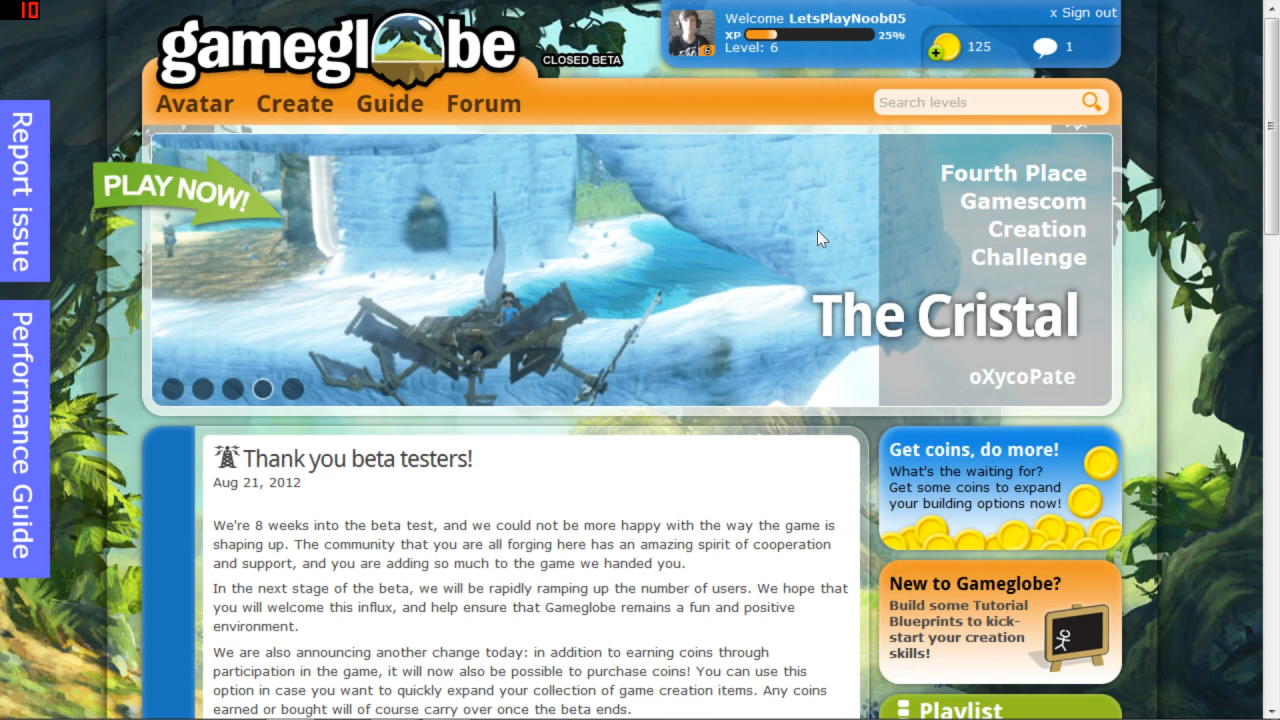 10
gameglobe
CLOSED BETA
Welcome LetsPlayNoob05
XP
25%
Level: 6
6
x Sign out
125
1
Avatar Create Guide Forum
Search levels
Report issue
Performance Guide
PLAY NOW!
Fourth Place
Gamescom
Creation
Challenge
The Cristal
oXycoPate
Thank you beta testers!
Aug 21, 2012
We're 8 weeks into the beta test, and we could not be more happy with the way the game is
shaping up. The community that you are all forging here has an amazing spirit of cooperation
and support, and you are adding so much to the game we handed you.
In the next stage of the beta, we will be rapidly ramping up the number of users. We hope that
you will welcome this influx, and help ensure that Gameglobe remains a fun and positive
environment.
We are also announcing another change today: in addition to earning coins through
participation in the game, it will now also be possible to purchase coins! You can use this
option in case you want to quickly expand your collection of game creation items. Any coins
earned or bought will of course carry over once the beta ends.
Get coins, do more!
What's the waiting for?
Get some coins to expand
your building options now!
New to Gameglobe?
Build some Tutorial
Blueprints to kick-
start your creation
skills!
Playlist